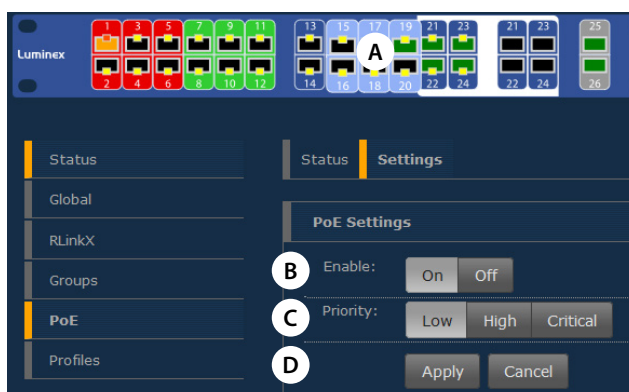 1 3 5 7 9 11 13 15 17 19 21 23 21 23 25
Luminex
A
2 4 6 8 10 12 14 16 18 20 22 24 22 24 26
Status
Status Settings
Global
PoE Settings
RLinkX
B Enable: On Off
Groups
C Priority: Low High Critical
PoE
Profiles
D Apply Cancel